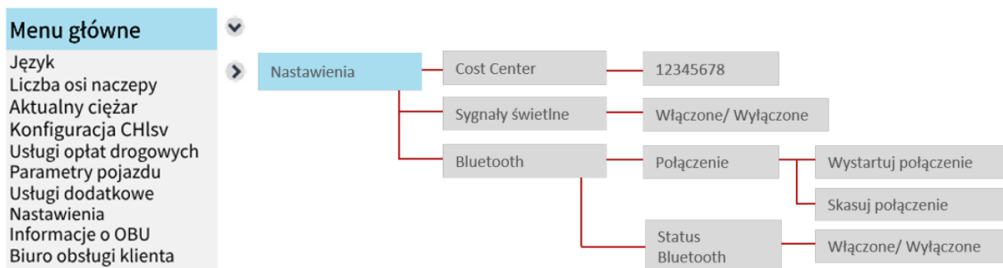 Menu główne
Język
Liczba osi naczepy
Aktualny ciężar
Konfiguracja CHlsv
Usługi opłat drogowych
Parametry pojazdu
Usługi dodatkowe
Nastawienia
Informacje o OBU
Biuro obsługi klienta
Nastawienia
Cost Center
12345678
Sygnały świetlne
Włączone/ Wyłączone
Bluetooth
Połączenie
Wystartuj połączenie
Skasuj połączenie
Status
Bluetooth
Włączone/ Wyłączone